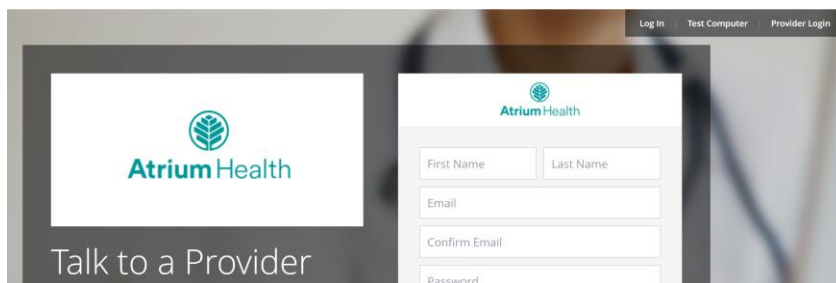 Log In
Test Computer
Provider Login
Atrium Health
Talk to a Provider
Atrium Health
First Name
Last Name
Email
Confirm Email
Password